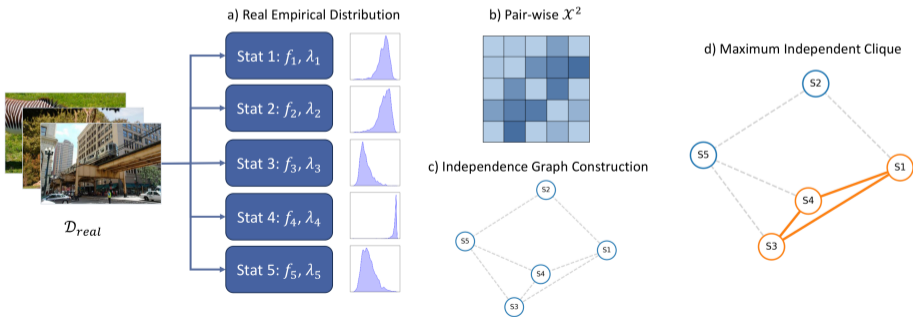 a) Real Empirical Distribution
Stat 1: f₁, λ₁
Stat 2: f₂, λ₂
Stat 3: f₃, λ₃
Stat 4: f₄, λ₄
Stat 5: f₅, λ₅
𝒟_real
b) Pair-wise 𝒳²
c) Independence Graph Construction
S2
S5
S1
S4
S3
d) Maximum Independent Clique
S2
S5
S1
S4
S3